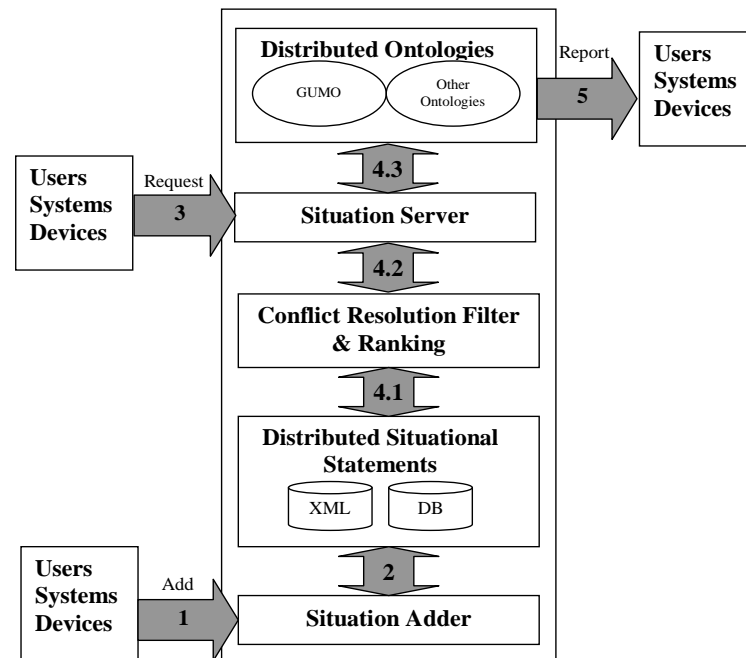 Distributed Ontologies
GUMO
Other
Ontologies
Report
5
Users
Systems
Devices
4.3
Users
Systems
Devices
Request
3
Situation Server
4.2
Conflict Resolution Filter
& Ranking
4.1
Distributed Situational
Statements
XML
DB
2
Users
Systems
Devices
Add
1
Situation Adder